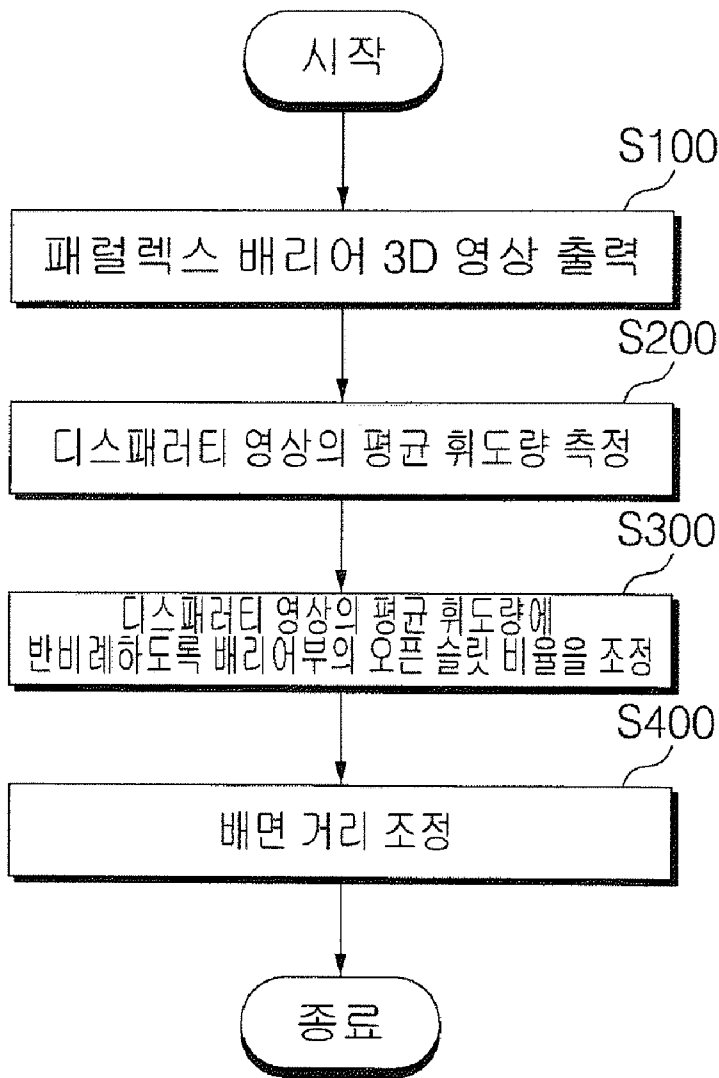 시작
S100
패럴렉스 배리어 3D 영상 출력
S200
디스패러티 영상의 평균 휘도량 측정
S300
디스패러티 영상의 평균 휘도량에
반비례하도록 배리어부의 오픈 슬릿 비율을 조정
S400
배면 거리 조정
종료